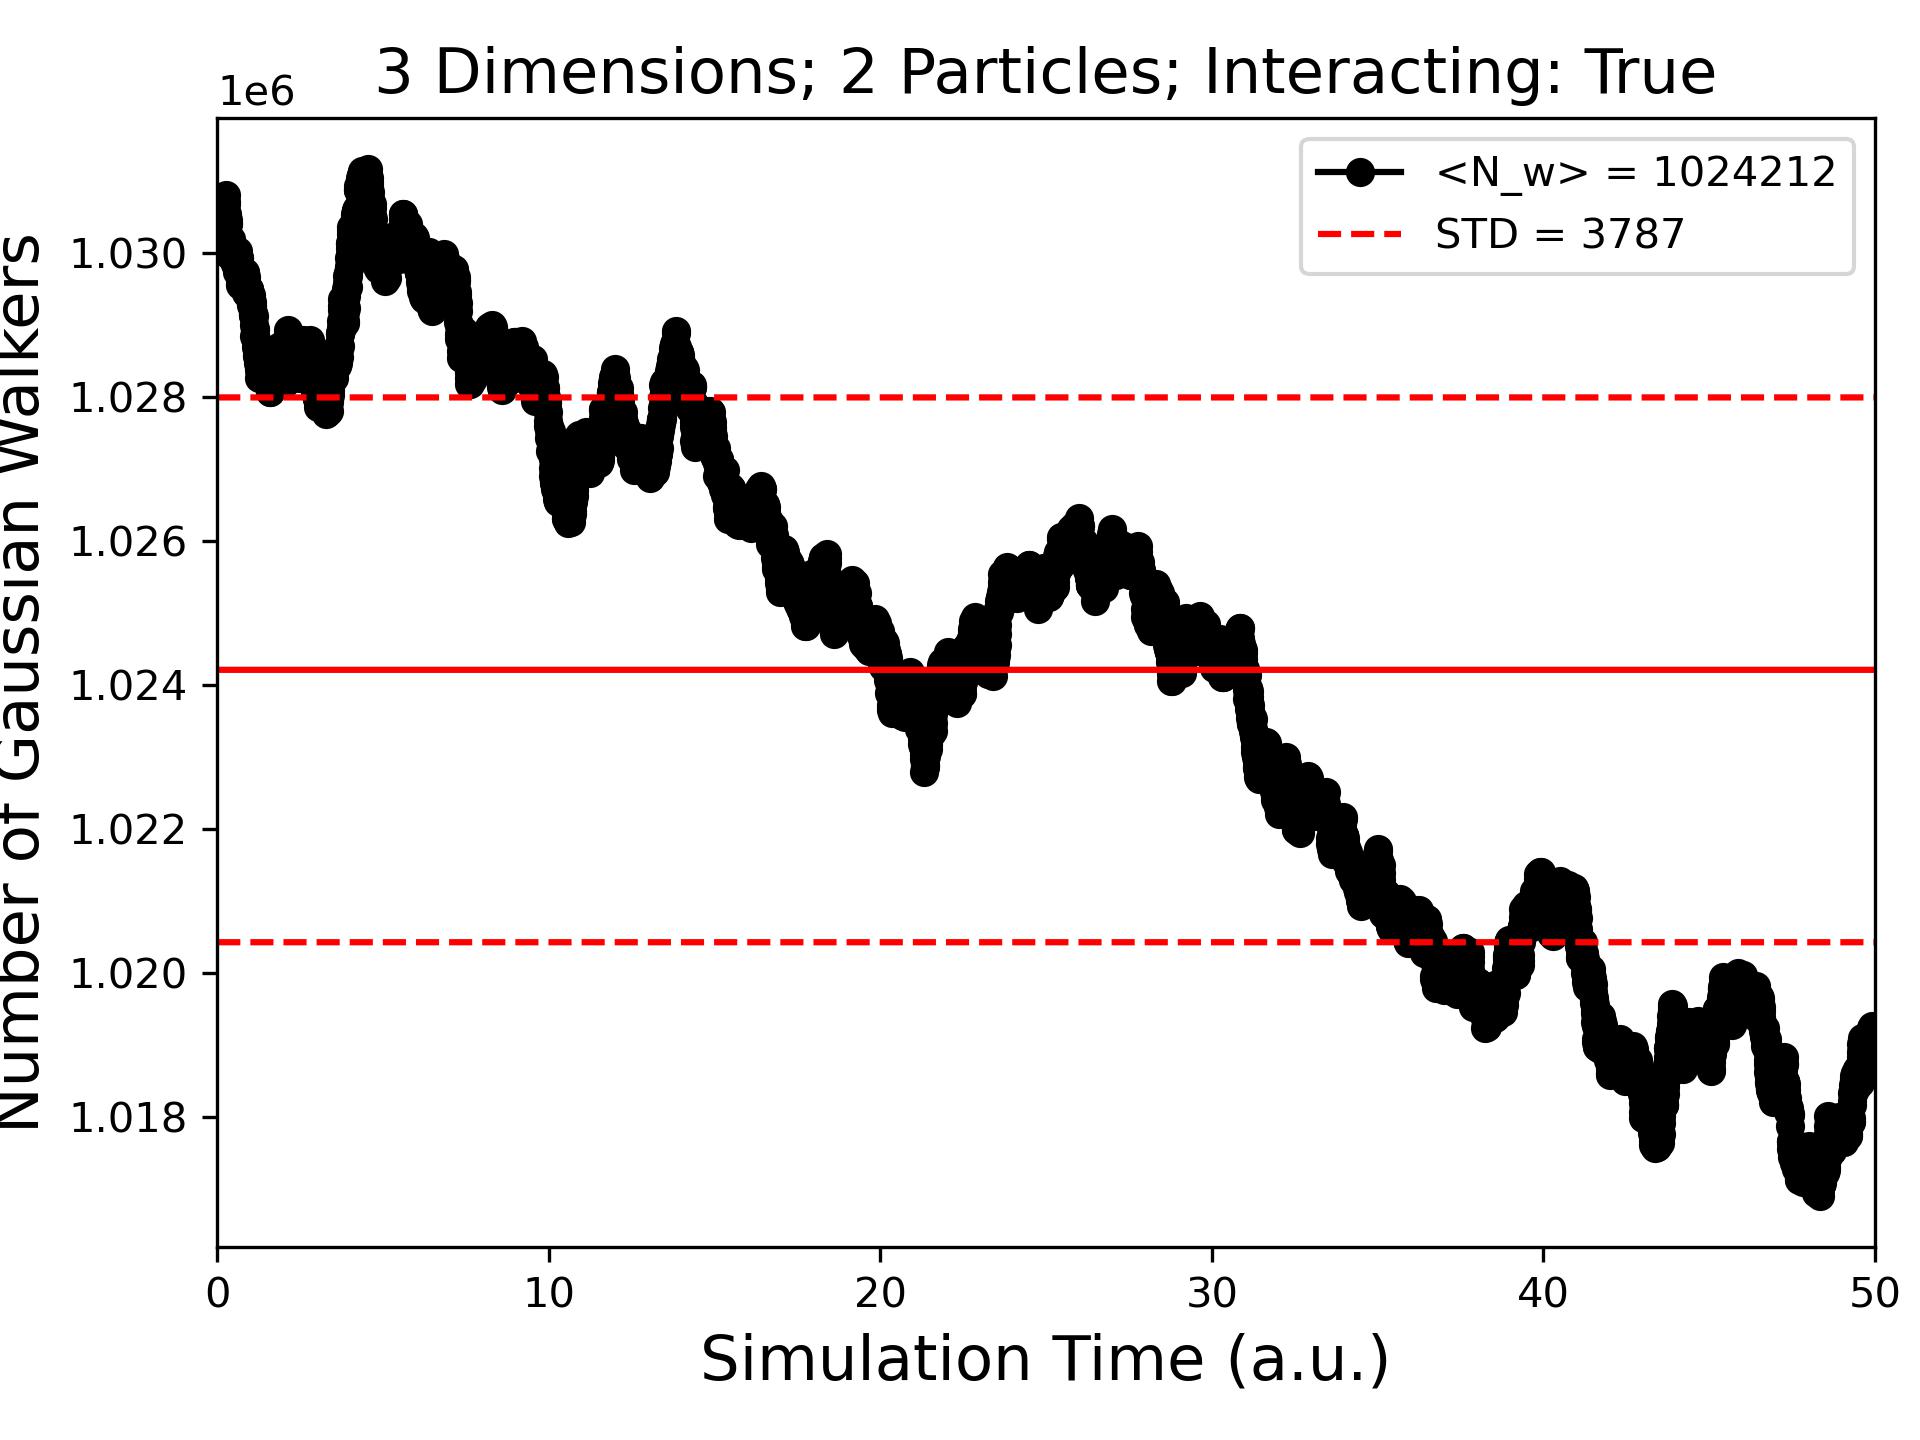 3 Dimensions; 2 Particles; Interacting: True
1e6
<N_w> = 1024212
STD = 3787
Number of Gaussian Walkers
1.030
1.028
1.026
1.024
1.022
1.020
1.018
0 10 20 30 40 50
Simulation Time (a.u.)